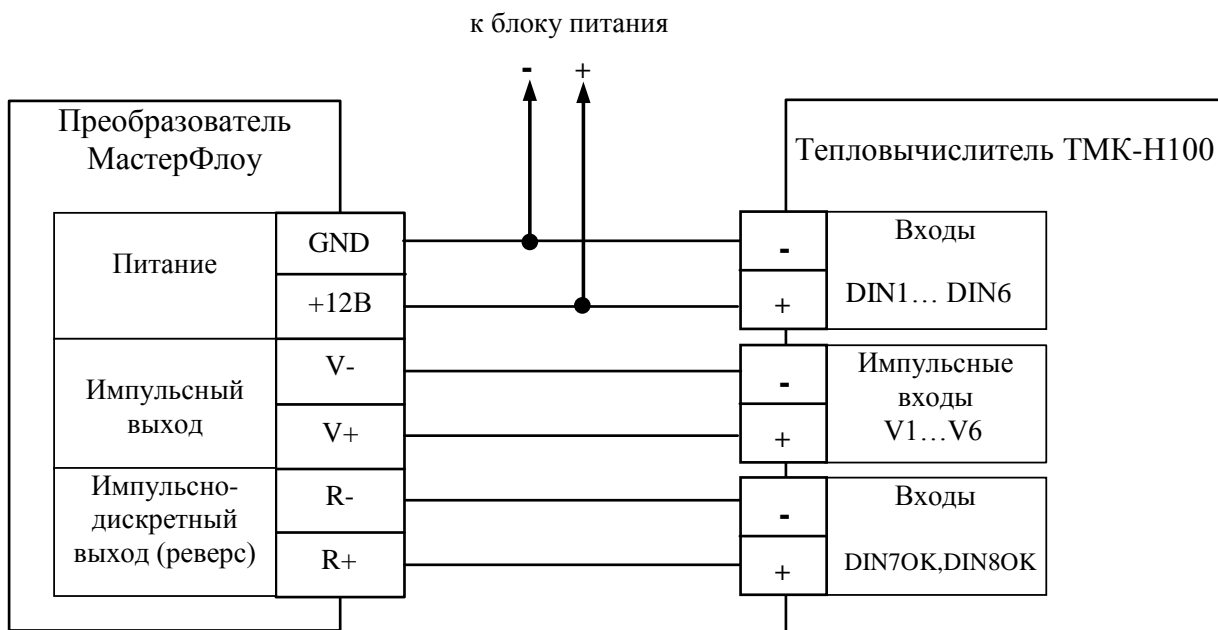 к блоку питания
- +
Преобразователь
МастерФлоу
Питание
GND
+12В
Импульсный
выход
V-
V+
Импульсно-
дискретный
выход (реверс)
R-
R+
Тепловычислитель ТМК-Н100
-
+
Входы
DIN1... DIN6
-
+
Импульсные
входы
V1...V6
-
+
Входы
DIN7OK,DIN8OK